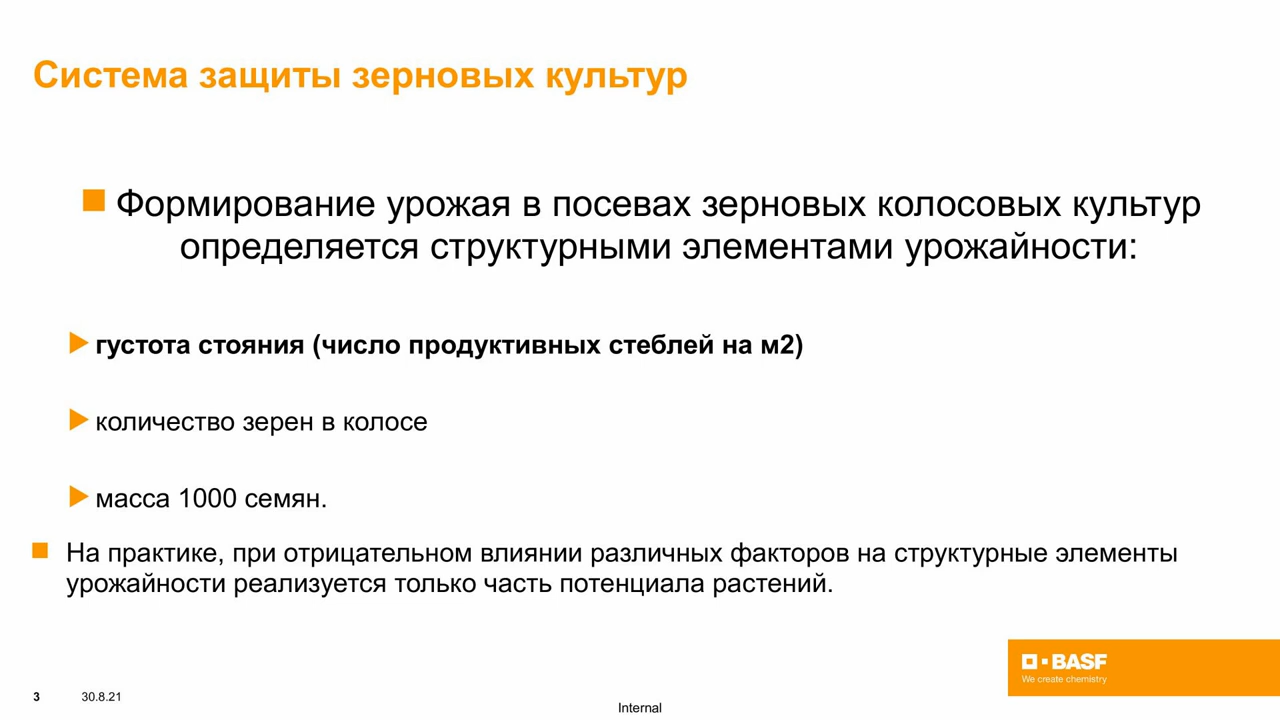 Система защиты зерновых культур
Формирование урожая в посевах зерновых колосовых культур
определяется структурными элементами урожайности:
густота стояния (число продуктивных стеблей на м2)
количество зерен в колосе
масса 1000 семян.
На практике, при отрицательном влиянии различных факторов на структурные элементы
урожайности реализуется только часть потенциала растений.
BASF
We create chemistry
3 30.8.21
Internal